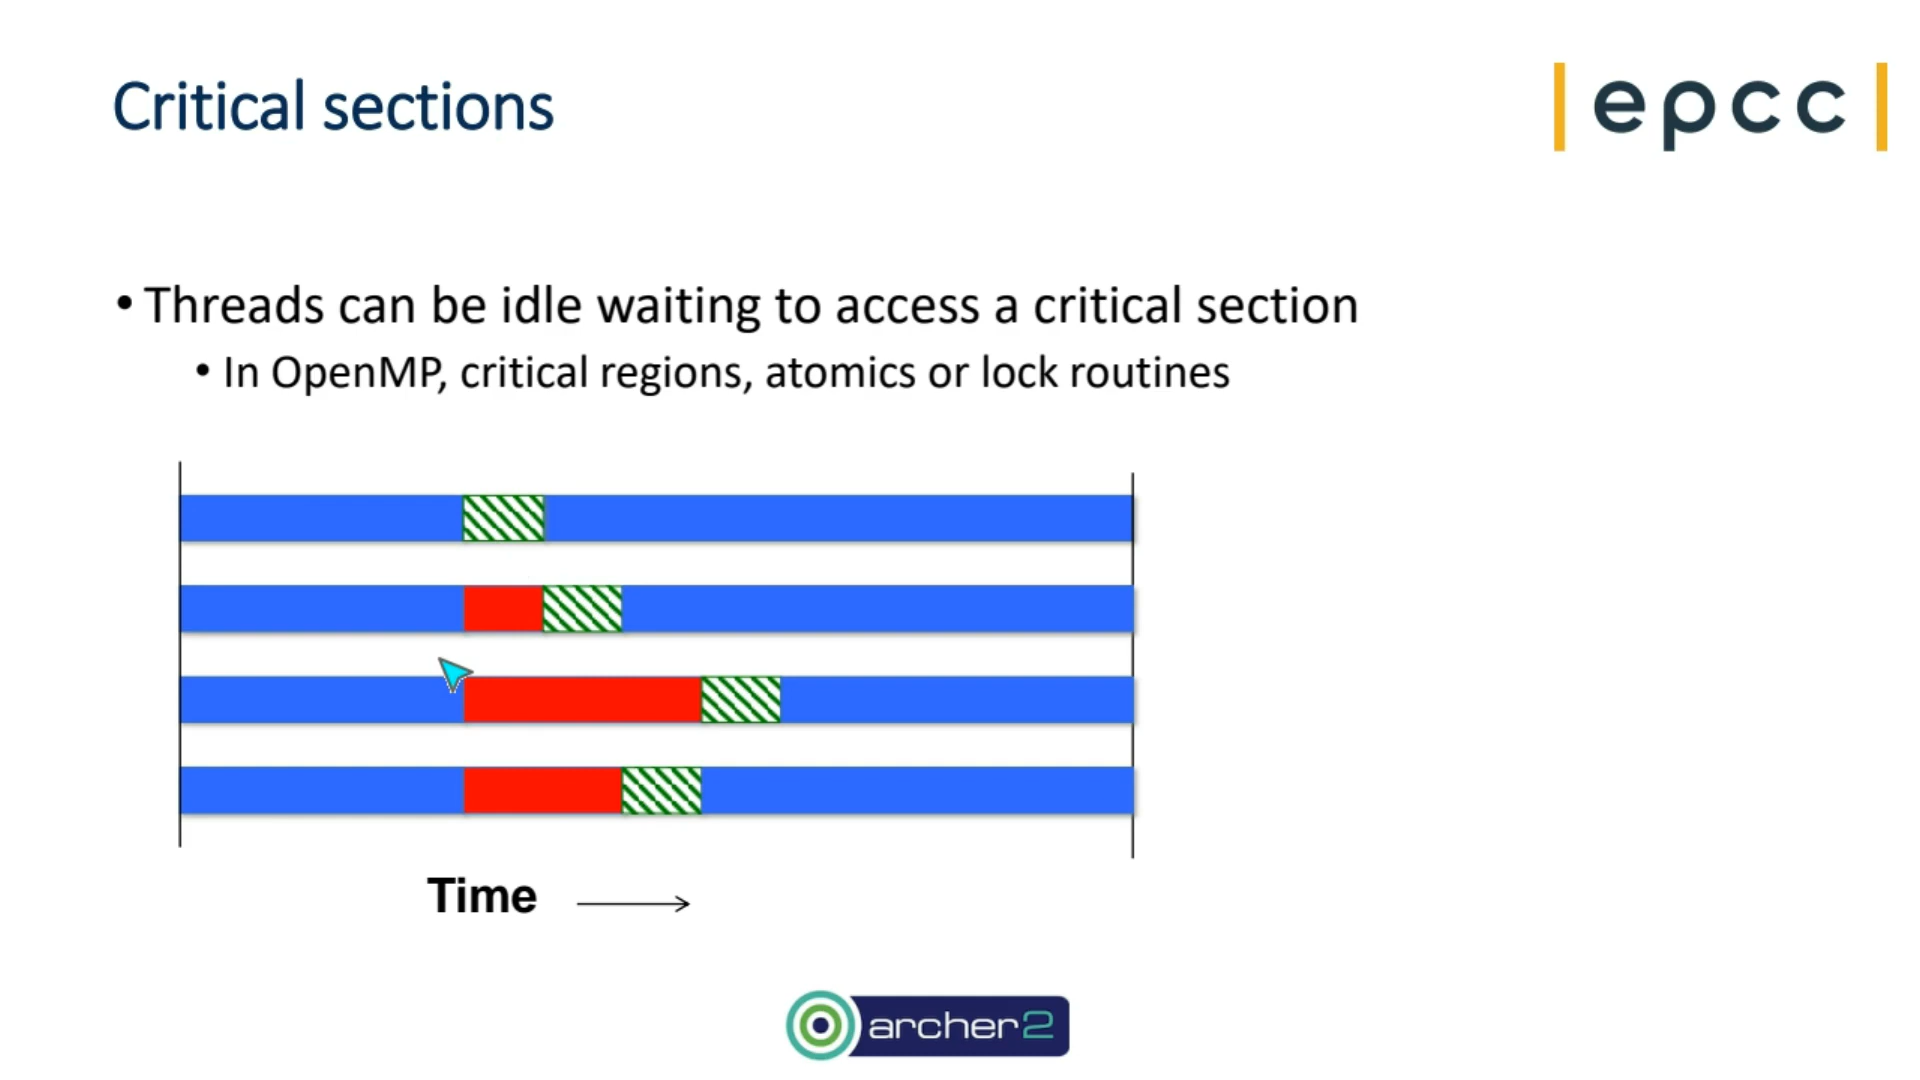 Critical sections
|epcc|
• Threads can be idle waiting to access a critical section
• In OpenMP, critical regions, atomics or lock routines
Time
archer2